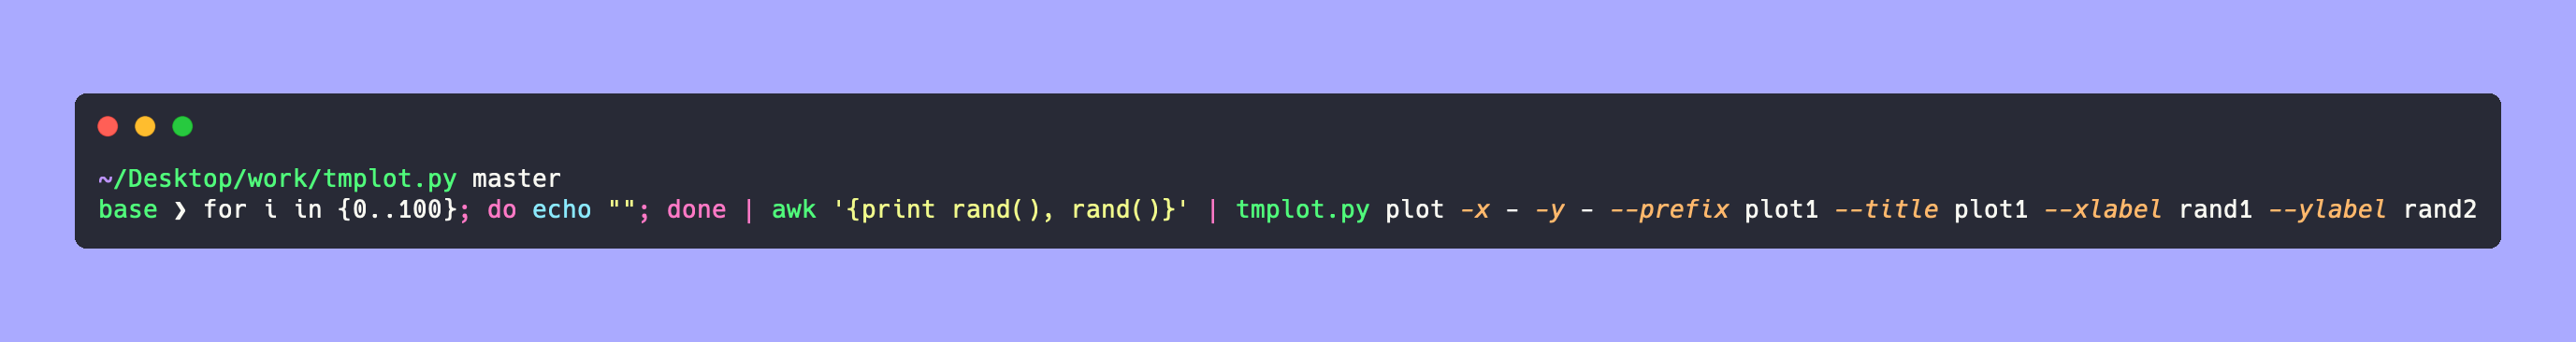 ~/Desktop/work/tmplot.py master
base ❯ for i in {0..100}; do echo ""; done | awk '{print rand(), rand()}' | tmplot.py plot -x - -y - --prefix plot1 --title plot1 --xlabel rand1 --ylabel rand2